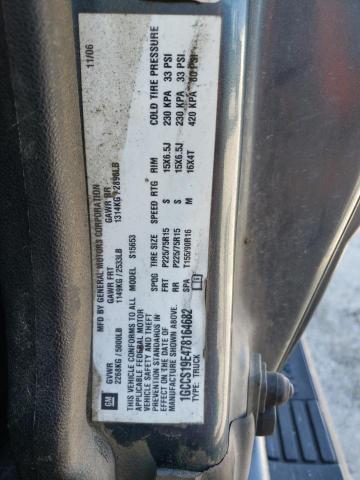 GM MFD BY GENERAL MOTORS CORPORATION 11/06
GVWR GAWR FRT GAWR RR
2268KG / 5000LB 1149KG / 2533LB 1314KG / 2896LB
THIS VEHICLE CONFORMS TO ALL APPLICABLE
U.S. FEDERAL MOTOR
VEHICLE SAFETY AND THEFT
PREVENTION STANDARDS IN
EFFECT ON THE DATE OF
MANUFACTURE SHOWN ABOVE.
1GCCS19E478164682
TYPE: TRUCK
MODEL: S15653
SPDG TIRE SIZE SPEED RTG RIM COLD TIRE PRESSURE
FRT P225/75R15 S 15X6.5J 230 KPA 33 PSI
RR P225/75R15 S 15X6.5J 230 KPA 33 PSI
SPA T155/90R16 M 16X4T 420 KPA 60 PSI